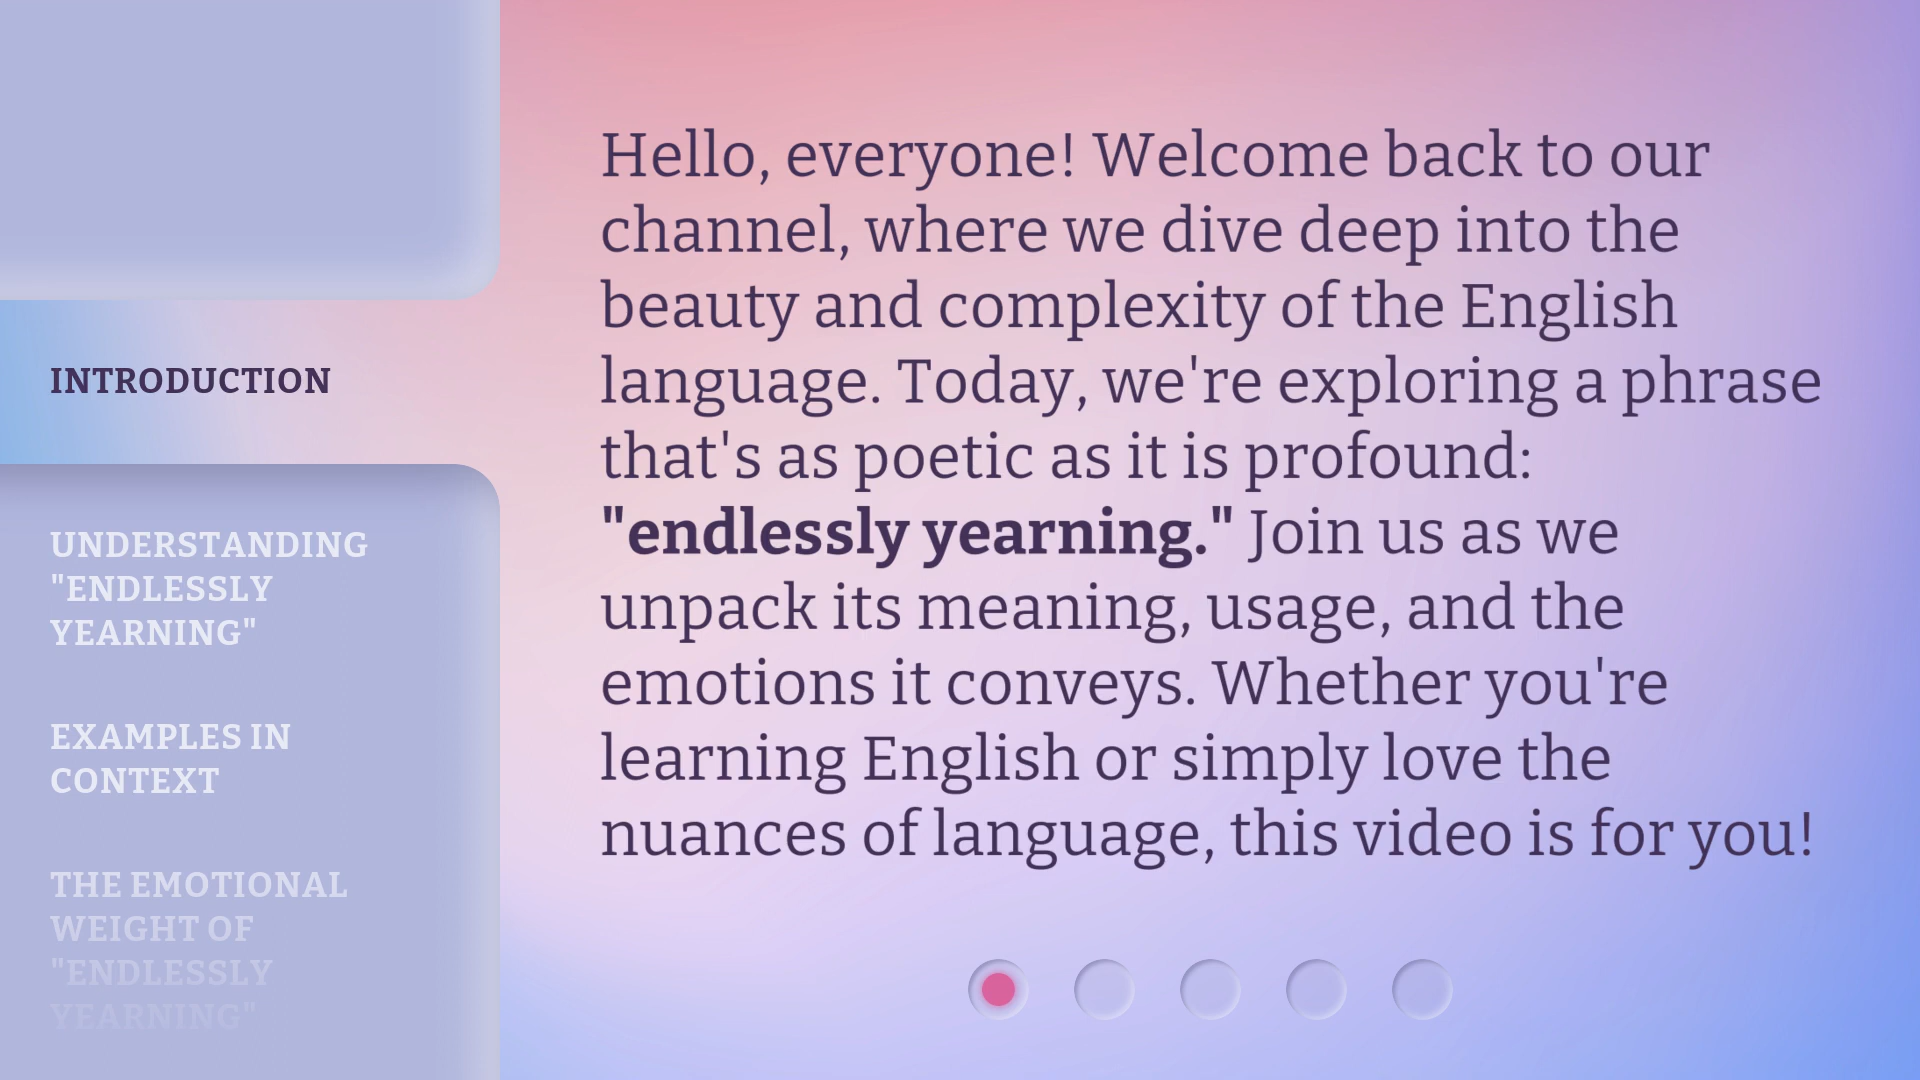 INTRODUCTION
UNDERSTANDING
"ENDLESSLY
YEARNING"
EXAMPLES IN
CONTEXT
THE EMOTIONAL
WEIGHT OF
"ENDLESSLY
YEARNING"
Hello, everyone! Welcome back to our
channel, where we dive deep into the
beauty and complexity of the English
language. Today, we're exploring a phrase
that's as poetic as it is profound:
"endlessly yearning." Join us as we
unpack its meaning, usage, and the
emotions it conveys. Whether you're
learning English or simply love the
nuances of language, this video is for you!